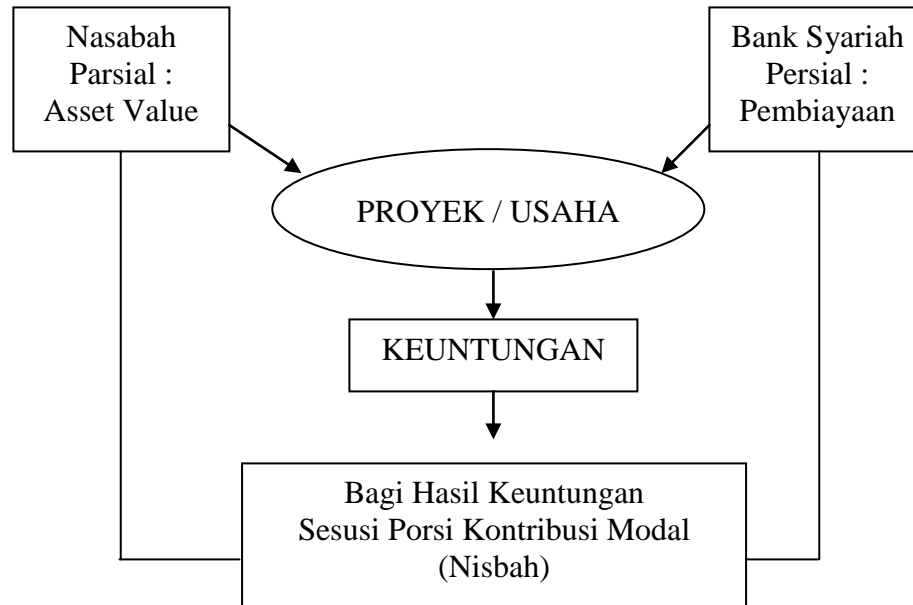 Nasabah
Parsial :
Asset Value
Bank Syariah
Persial :
Pembiayaan
PROYEK / USAHA
KEUNTUNGAN
Bagi Hasil Keuntungan
Sesusi Porsi Kontribusi Modal
(Nisbah)